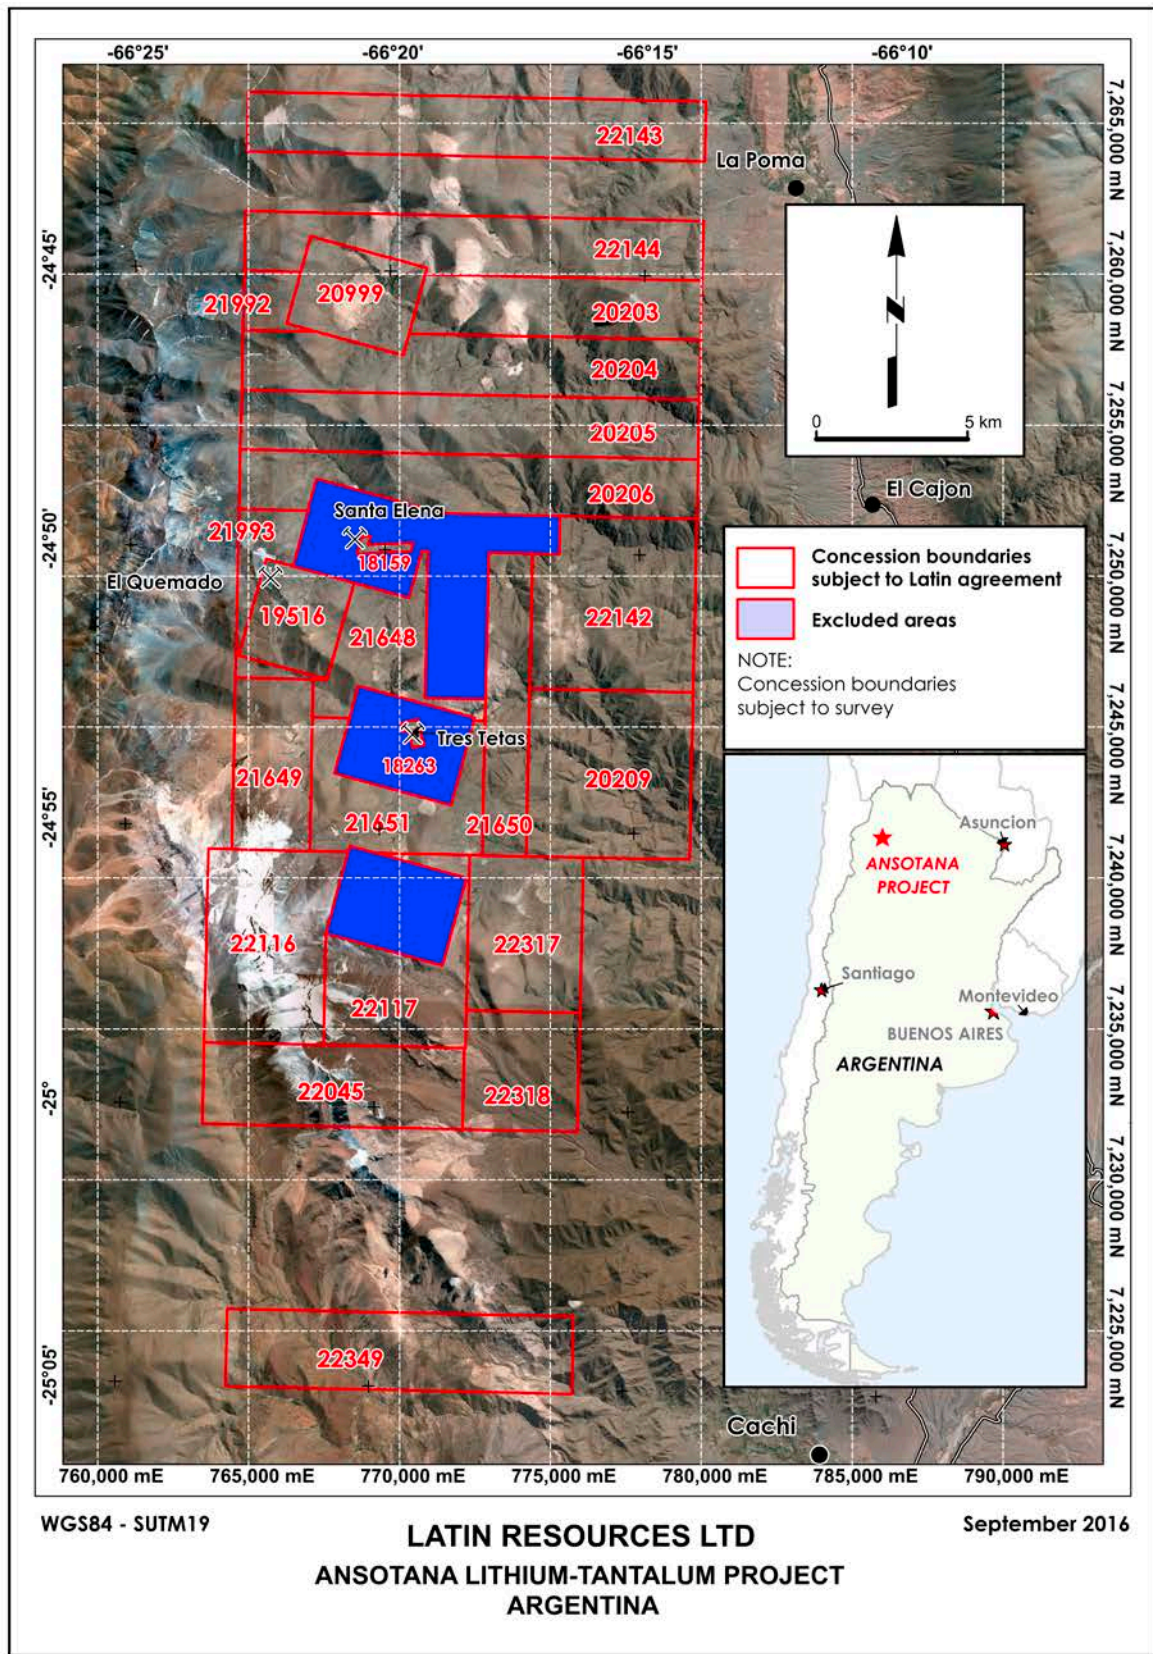 -66°25'
-66°20'
-66°15'
-66°10'
7,265,000 mN
22143
La Poma
-24°45'
22144
7,260,000 mN
21992
20999
20203
20204
0
5 km
7,255,000 mN
20205
20206
El Cajon
-24°50'
21993
Santa Elena
18159
7,250,000 mN
El Quemado
19516
21648
22142
Concession boundaries
subject to Latin agreement
Excluded areas
NOTE:
Concession boundaries
subject to survey
7,245,000 mN
Tres Tetas
18263
21649
20209
-24°55'
21651
21650
Asuncion
ANSOTANA
PROJECT
7,240,000 mN
22116
22317
Santiago
22117
Montevideo
BUENOS AIRES
7,235,000 mN
ARGENTINA
-25°
22045
22318
7,230,000 mN
7,225,000 mN
22349
-25°05'
Cachi
760,000 mE
765,000 mE
770,000 mE
775,000 mE
780,000 mE
785,000 mE
790,000 mE
WGS84 - SUTM19
September 2016
LATIN RESOURCES LTD
ANSOTANA LITHIUM-TANTALUM PROJECT
ARGENTINA